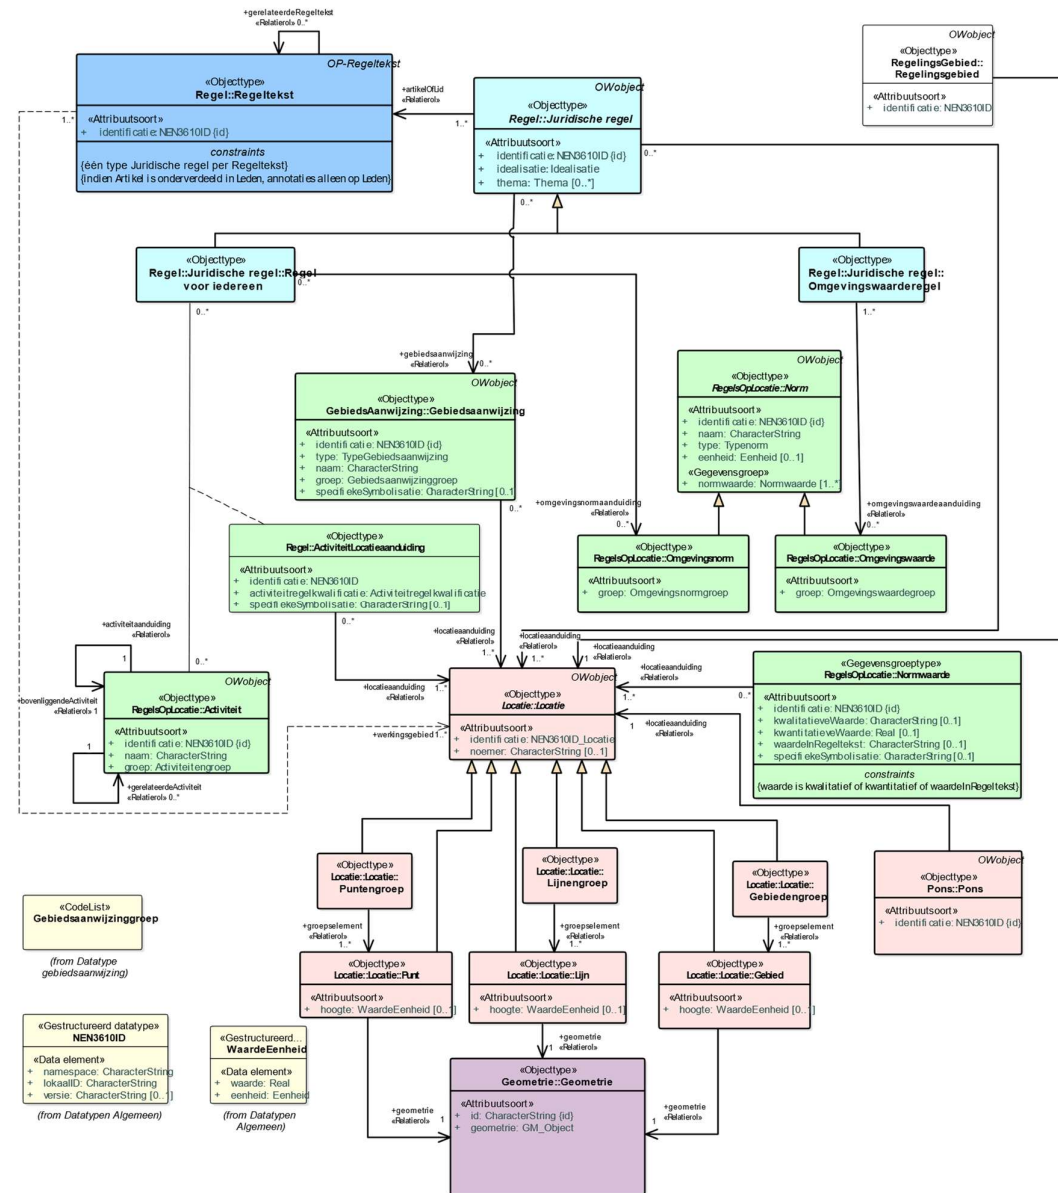 +gerelateerdeRegeltekst
«Relatierol» 0..*
OP-Regeltekst
«Objecttype»
Regel::Regeltekst
«Attribuutsoort»
+ identificatie: NEN3610ID {id}
constraints
{één type Juridische regel per Regeltekst}
{indien Artikel is onderverdeeld in Leden, annotaties alleen op Leden}
1..*
+artikelOfLid
«Relatierol»
1..*
OWobject
«Objecttype»
Regel::Juridische regel
«Attribuutsoort»
+ identificatie: NEN3610ID {id}
+ idealisatie: Idealisatie
+ thema: Thema [0..*]
0..*
0..*
OWobject
«Objecttype»
RegelingsGebied::
Regelingsgebied
«Attribuutsoort»
+ identificatie: NEN3610ID
«Objecttype»
Regel::Juridische regel::Regel
voor iedereen
0..*
0..*
«Objecttype»
Regel::Juridische regel::
Omgevingswaarderegel
1..*
+gebiedsaanwijzing
«Relatierol»
0..*
OWobject
«Objecttype»
GebiedsAanwijzing::Gebiedsaanwijzing
«Attribuutsoort»
+ identificatie: NEN3610ID {id}
+ type: TypeGebiedsaanwijzing
+ naam: CharacterString
+ groep: Gebiedsaanwijzinggroep
+ specifiekeSymbolisatie: CharacterString [0..1]
0..*
OWobject
«Objecttype»
RegelsOpLocatie::Norm
«Attribuutsoort»
+ identificatie: NEN3610ID {id}
+ naam: CharacterString
+ type: Typenorm
+ eenheid: Eenheid [0..1]
«Gegevensgroep»
+ normwaarde: Normwaarde [1..*]
+omgevingsnormaanduiding
«Relatierol»
0..*
+omgevingswaardeaanduiding
«Relatierol»
0..*
«Objecttype»
Regel::ActiviteitLocatieaanduiding
«Attribuutsoort»
+ identificatie: NEN3610ID
+ activiteitregelkwalificatie: Activiteitregelkwalificatie
+ specifiekeSymbolisatie: CharacterString [0..1]
0..*
«Objecttype»
RegelsOpLocatie::Omgevingsnorm
«Attribuutsoort»
+ groep: Omgevingsnormgroep
«Objecttype»
RegelsOpLocatie::Omgevingswaarde
«Attribuutsoort»
+ groep: Omgevingswaardegroep
+activiteitaanduiding
«Relatierol»
1
0..*
+bovenliggendeActiviteit
«Relatierol» 1
OWobject
«Objecttype»
RegelsOpLocatie::Activiteit
«Attribuutsoort»
+ identificatie: NEN3610ID {id}
+ naam: CharacterString
+ groep: Activiteitengroep
1
+gerelateerdeActiviteit
«Relatierol» 0..*
+locatieaanduiding
«Relatierol»
1..*
+locatieaanduiding
«Relatierol»
1..*
+locatieaanduiding
«Relatierol»
1
+locatieaanduiding
«Relatierol»
1..*
+locatieaanduiding
«Relatierol»
1..*
0..*
+locatieaanduiding
«Relatierol»
1
+werkingsgebied 1..*
OWobject
«Objecttype»
Locatie::Locatie
«Attribuutsoort»
+ identificatie: NEN3610ID_Locatie
+ noemer: CharacterString [0..1]
«Gegevensgroeptype»
RegelsOpLocatie::Normwaarde
«Attribuutsoort»
+ identificatie: NEN3610ID {id}
+ kwalitatieveWaarde: CharacterString [0..1]
+ kwantitatieveWaarde: Real [0..1]
+ waardeInRegeltekst: CharacterString [0..1]
+ specifiekeSymbolisatie: CharacterString [0..1]
constraints
{waarde is kwalitatief of kwantitatief of waardeInRegeltekst}
«Objecttype»
Locatie::Locatie::
Puntengroep
«Objecttype»
Locatie::Locatie::
Lijnengroep
«Objecttype»
Locatie::Locatie::
Gebiedengroep
OWobject
«Objecttype»
Pons::Pons
«Attribuutsoort»
+ identificatie: NEN3610ID {id}
«CodeList»
Gebiedsaanwijzinggroep
(from Datatype
gebiedsaanwijzing)
+groepselement
«Relatierol»
1..*
+groepselement
«Relatierol»
1..*
+groepselement
«Relatierol»
1..*
«Objecttype»
Locatie::Locatie::Punt
«Attribuutsoort»
+ hoogte: WaardeEenheid [0..1]
«Objecttype»
Locatie::Locatie::Lijn
«Attribuutsoort»
+ hoogte: WaardeEenheid [0..1]
«Objecttype»
Locatie::Locatie::Gebied
«Attribuutsoort»
+ hoogte: WaardeEenheid [0..1]
«Gestructureerd datatype»
NEN3610ID
«Data element»
+ namespace: CharacterString
+ lokaalID: CharacterString
+ versie: CharacterString [0..1]
(from Datatypen Algemeen)
«Gestructureerd...
WaardeEenheid
«Data element»
+ waarde: Real
+ eenheid: Eenheid
(from Datatypen
Algemeen)
+geometrie
«Relatierol»
1
+geometrie
«Relatierol»
1
+geometrie
«Relatierol»
1
«Objecttype»
Geometrie::Geometrie
«Attribuutsoort»
+ id: CharacterString {id}
+ geometrie: GM_Object